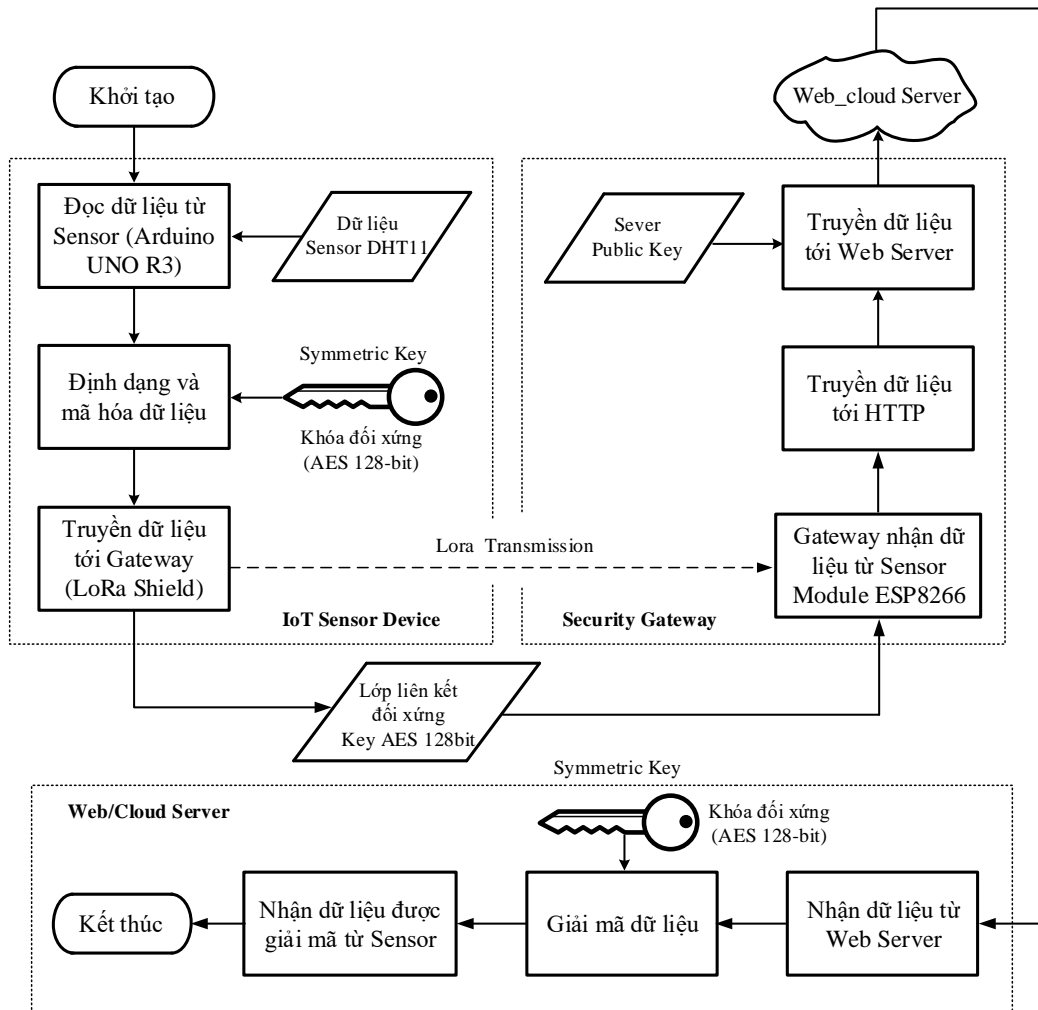 Khởi tạo
Đọc dữ liệu từ
Sensor (Arduino
UNO R3)
Dữ liệu
Sensor DHT11
Định dạng và
mã hóa dữ liệu
Symmetric Key
Khóa đối xứng
(AES 128-bit)
Truyền dữ liệu
tới Gateway
(LoRa Shield)
IoT Sensor Device
Lora Transmission
Web_cloud Server
Sever
Public Key
Truyền dữ liệu
tới Web Server
Truyền dữ liệu
tới HTTP
Gateway nhận dữ
liệu từ Sensor
Module ESP8266
Security Gateway
Lớp liên kết
đối xứng
Key AES 128bit
Symmetric Key
Web/Cloud Server
Khóa đối xứng
(AES 128-bit)
Kết thúc
Nhận dữ liệu được
giải mã từ Sensor
Giải mã dữ liệu
Nhận dữ liệu từ
Web Server